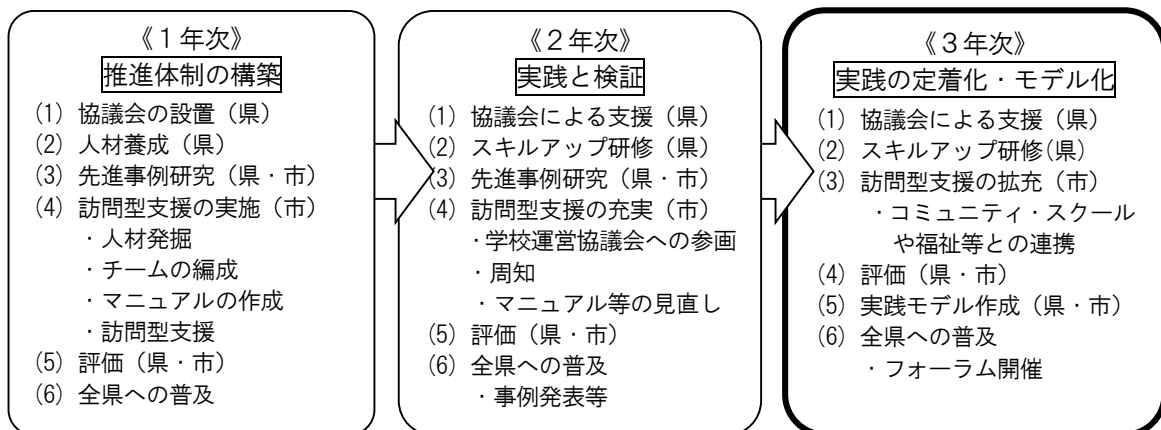 《1年次》
推進体制の構築
(1) 協議会の設置（県）
(2) 人材養成（県）
(3) 先進事例研究（県・市）
(4) 訪問型支援の実施（市）
・人材発掘
・チームの編成
・マニュアルの作成
・訪問型支援
(5) 評価（県・市）
(6) 全県への普及
《2年次》
実践と検証
(1) 協議会による支援（県）
(2) スキルアップ研修（県）
(3) 先進事例研究（県・市）
(4) 訪問型支援の充実（市）
・学校運営協議会への参画
・周知
・マニュアル等の見直し
(5) 評価（県・市）
(6) 全県への普及
・事例発表等
《3年次》
実践の定着化・モデル化
(1) 協議会による支援（県）
(2) スキルアップ研修(県）
(3) 訪問型支援の拡充（市）
・コミュニティ・スクール
や福祉等との連携
(4) 評価（県・市）
(5) 実践モデル作成（県・市）
(6) 全県への普及
・フォーラム開催